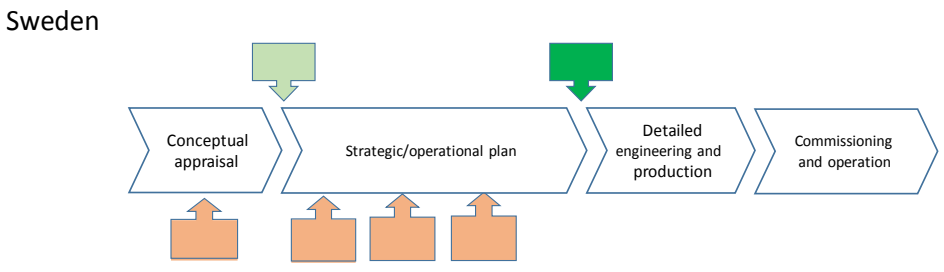 Sweden
Conceptual
appraisal
Strategic/operational plan
Detailed
engineering and
production
Commissioning
and operation